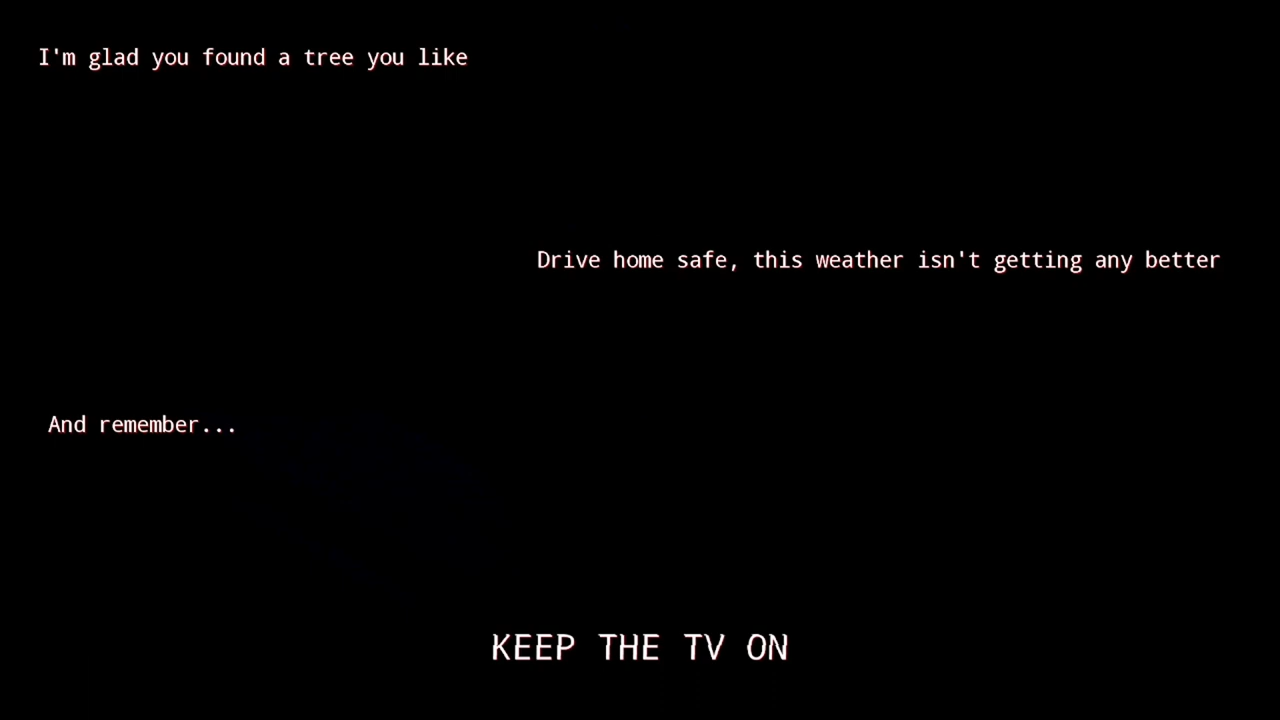 I'm glad you found a tree you like
Drive home safe, this weather isn't getting any better
And remember...
KEEP THE TV ON